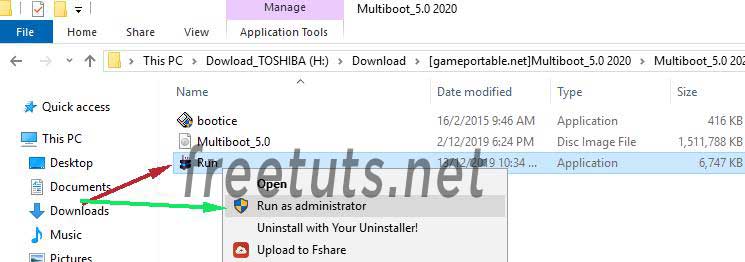 Manage
Multiboot_5.0 2020
File
Home
Share
View
Application Tools
This PC
Dowload_TOSHIBA (H:)
Download
[gameportable.net]Multiboot_5.0 2020
Multiboot_5.0 202
Name
Date modified
Type
Size
Quick access
This PC
Desktop
Documents
Downloads
Music
Pictures
bootice
16/2/2015 9:46 AM
Application
416 KB
Multiboot_5.0
2/12/2019 6:24 PM
Disc Image File
1,511,788 KB
Run
13/12/2019 10:34 ...
Application
6,747 KB
freetuts.net
Open
Run as administrator
Uninstall with Your Uninstaller!
Upload to Fshare